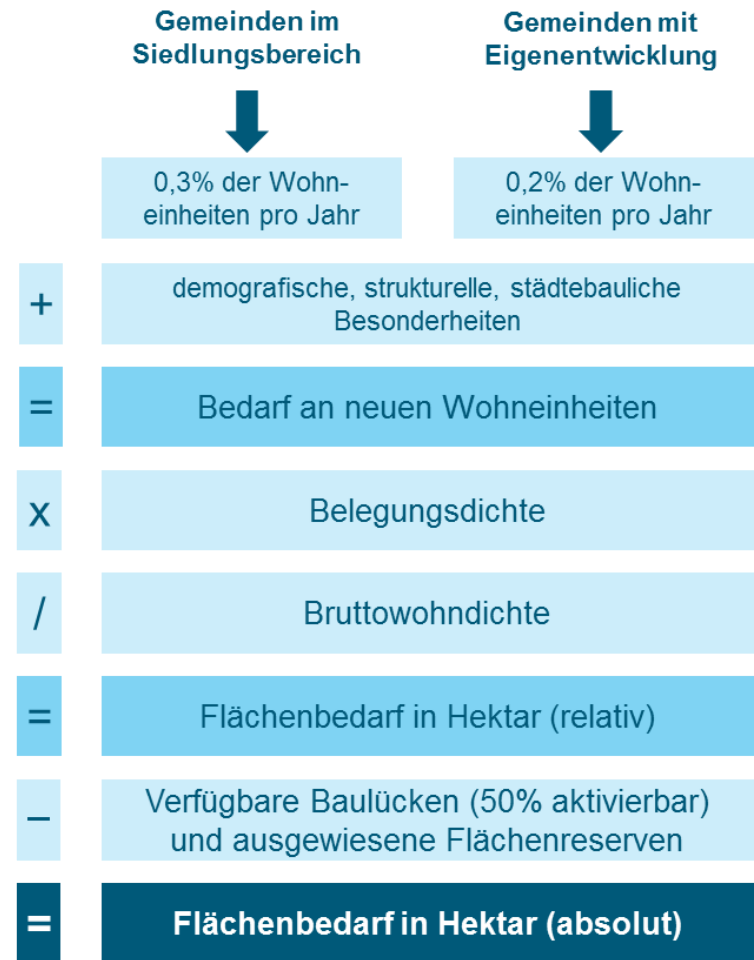 Gemeinden im
Siedlungsbereich
Gemeinden mit
Eigenentwicklung
0,3% der Wohn-
einheiten pro Jahr
0,2% der Wohn-
einheiten pro Jahr
+
demografische, strukturelle, städtebauliche
Besonderheiten
=
Bedarf an neuen Wohneinheiten
x
Belegungsdichte
/
Bruttowohndichte
=
Flächenbedarf in Hektar (relativ)
–
Verfügbare Baulücken (50% aktivierbar)
und ausgewiesene Flächenreserven
=
Flächenbedarf in Hektar (absolut)